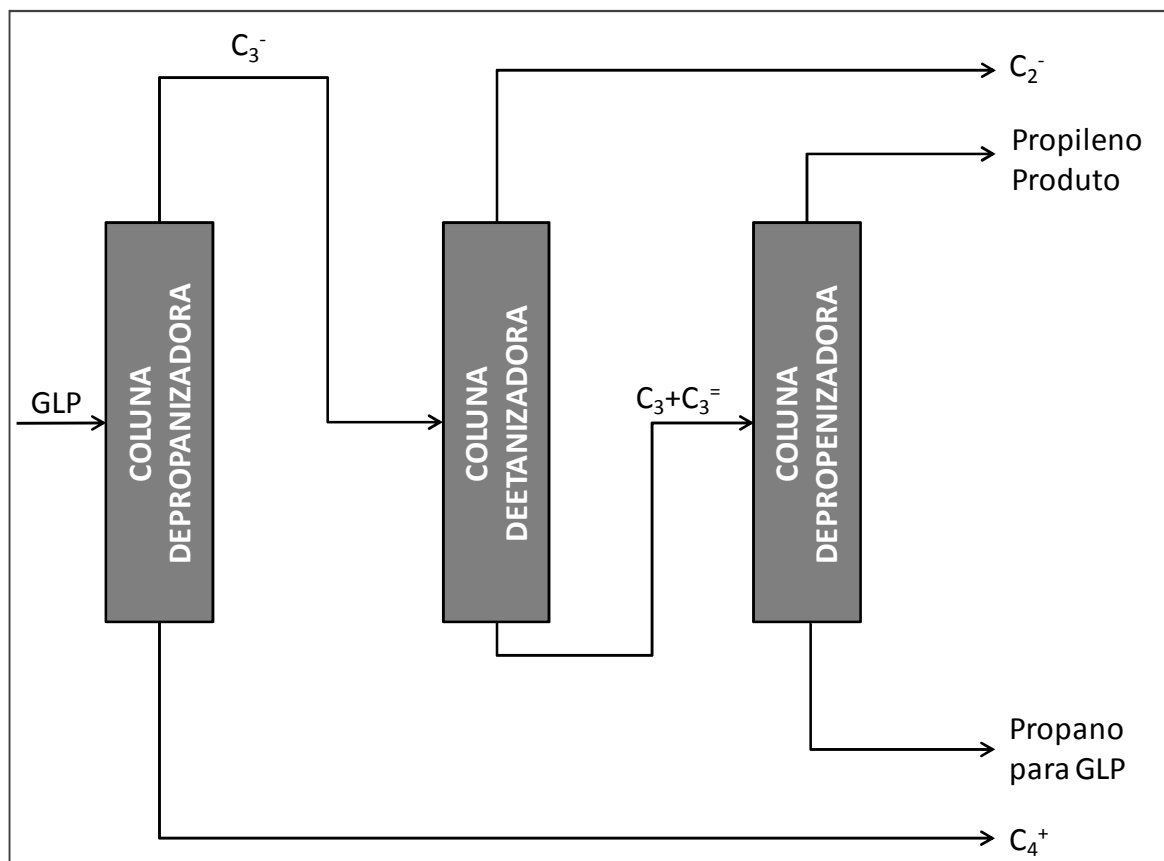 C₃⁻
C₂⁻
Propileno
Produto
GLP
COLUNA
DEPROPANIZADORA
COLUNA
DEETANIZADORA
C₃+C₃⁼
COLUNA
DEPROPENIZADORA
Propano
para GLP
C₄⁺